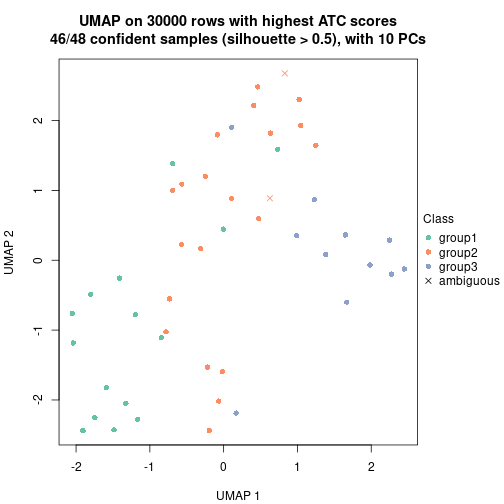 UMAP on 30000 rows with highest ATC scores
46/48 confident samples (silhouette > 0.5), with 10 PCs
2
1
0
-1
-2
UMAP 2
-2
-1
0
1
2
UMAP 1
Class
group1
group2
group3
ambiguous